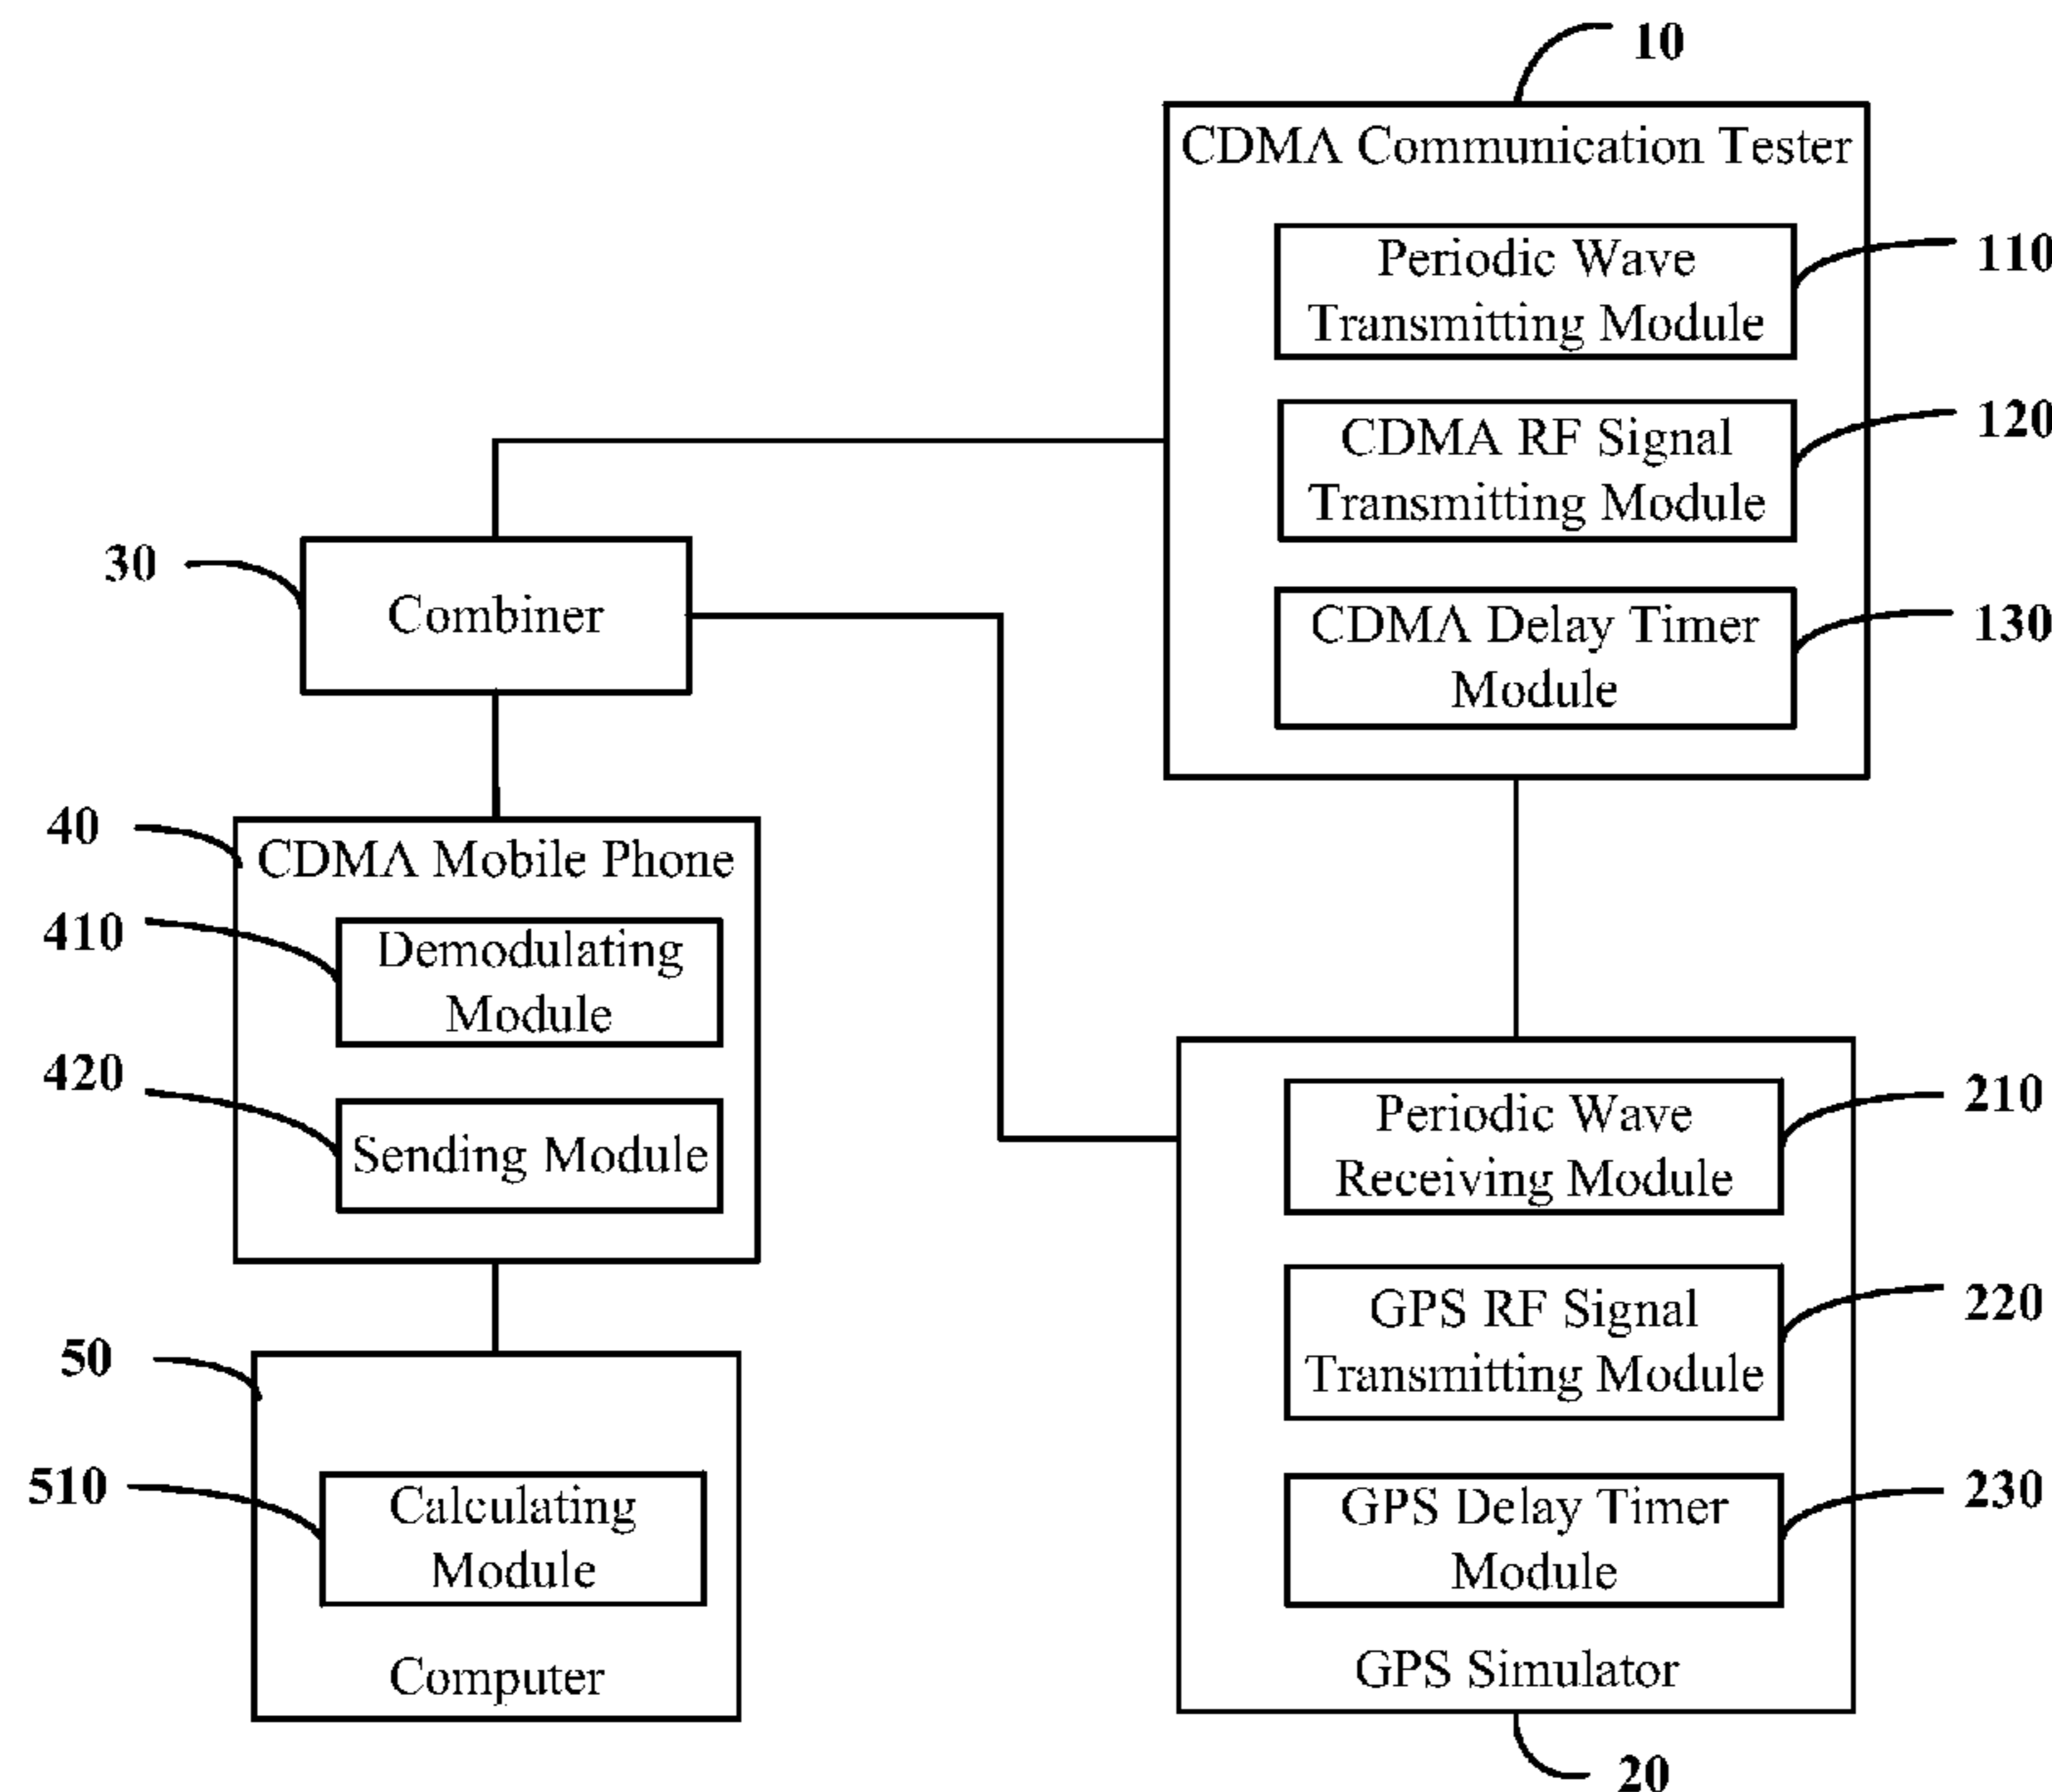 10
CDMA Communication Tester
Periodic Wave
Transmitting Module
110
CDMA RF Signal
Transmitting Module
120
CDMA Delay Timer
Module
130
30
Combiner
40
CDMA Mobile Phone
410
Demodulating
Module
420
Sending Module
50
510
Calculating
Module
Computer
Periodic Wave
Receiving Module
210
GPS RF Signal
Transmitting Module
220
GPS Delay Timer
Module
230
GPS Simulator
20